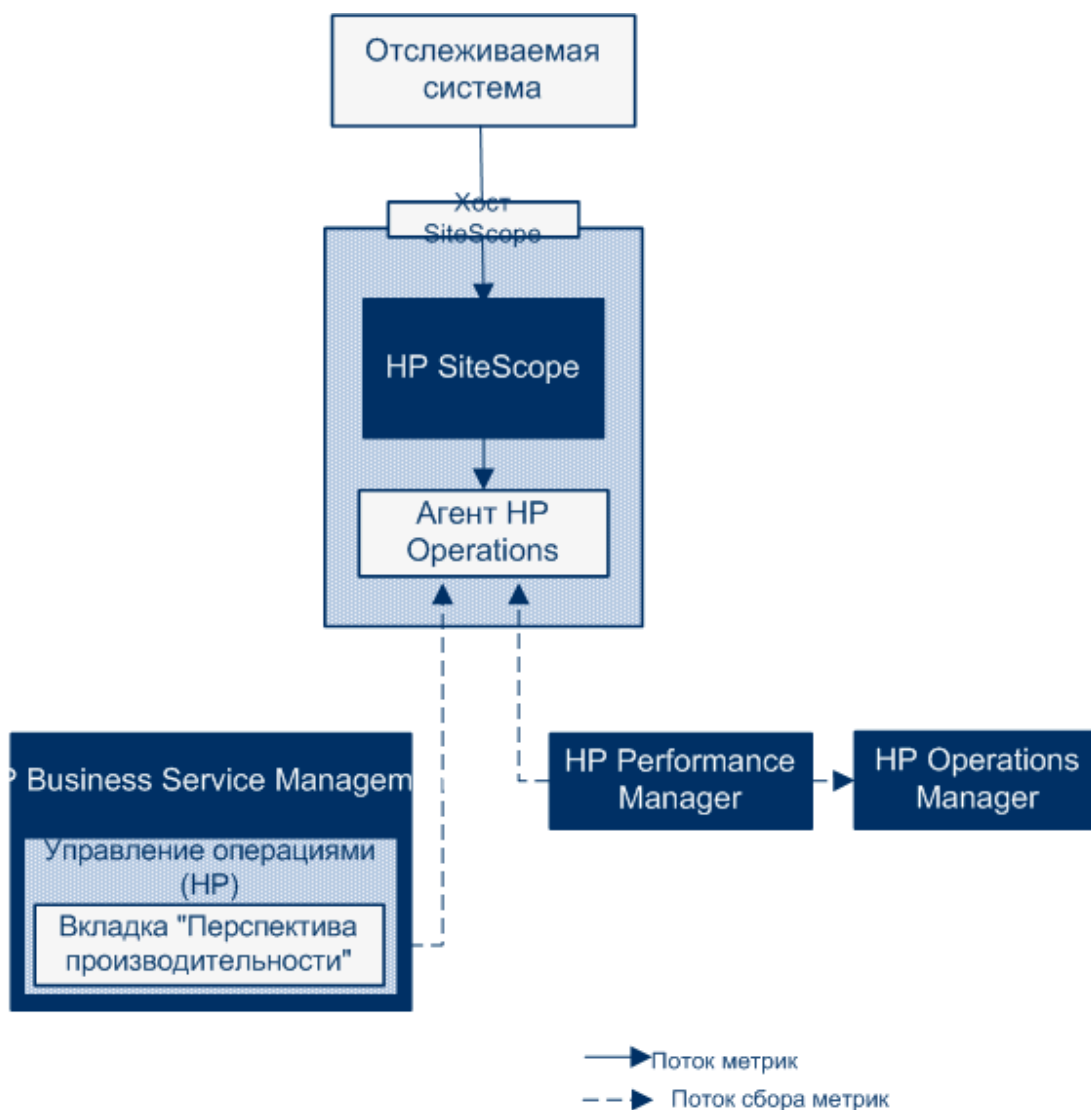 Отслеживаемая
система
Хост
SiteScope
HP SiteScope
Агент HP
Operations
P Business Service Managem
Управление операциями
(HP)
Вкладка "Перспектива
производительности"
HP Performance
Manager
HP Operations
Manager
Поток метрик
Поток сбора метрик